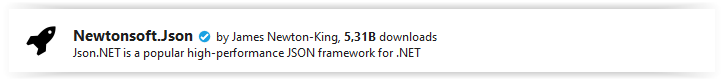 Newtonsoft.Json by James Newton-King, 5,31B downloads
Json.NET is a popular high-performance JSON framework for .NET